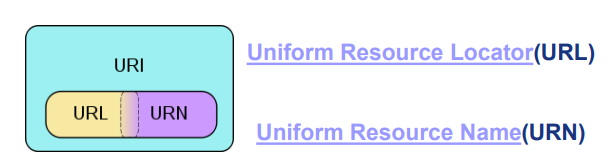 URI
URL URN
Uniform Resource Locator(URL)
Uniform Resource Name(URN)